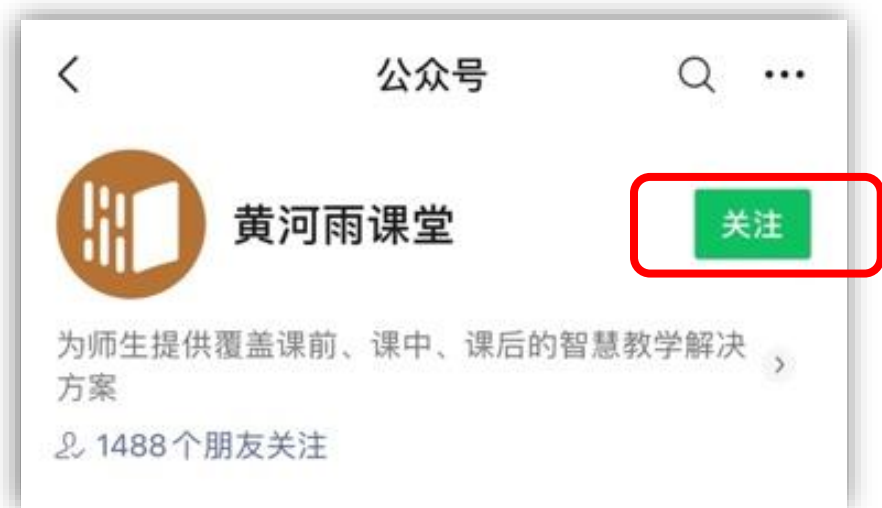 公众号
黄河雨课堂
关注
为师生提供覆盖课前、课中、课后的智慧教学解决
方案
1488个朋友关注